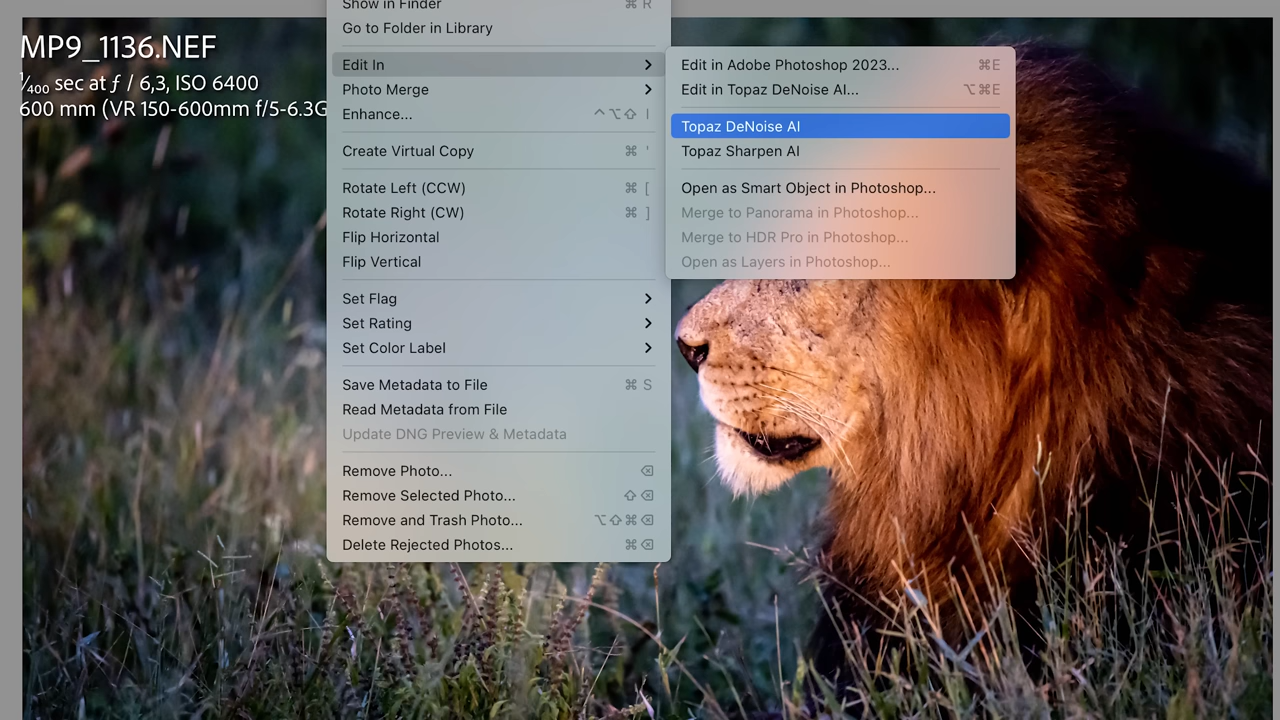 Show in Finder ⌘ R
Go to Folder in Library
MP9_1136.NEF
1/400 sec at ƒ / 6,3, ISO 6400
600 mm (VR 150-600mm f/5-6.3G
Edit In
Photo Merge
Enhance... ^⌥⇧ I
Create Virtual Copy ⌘ '
Rotate Left (CCW) ⌘ [
Rotate Right (CW) ⌘ ]
Flip Horizontal
Flip Vertical
Set Flag
Set Rating
Set Color Label
Save Metadata to File ⌘ S
Read Metadata from File
Update DNG Preview & Metadata
Remove Photo... ⌫
Remove Selected Photo... ⇧⌫
Remove and Trash Photo... ⌥⇧⌘⌫
Delete Rejected Photos... ⌘⌫
Edit in Adobe Photoshop 2023... ⌘E
Edit in Topaz DeNoise AI... ⌥⌘E
Topaz DeNoise AI
Topaz Sharpen AI
Open as Smart Object in Photoshop...
Merge to Panorama in Photoshop...
Merge to HDR Pro in Photoshop...
Open as Layers in Photoshop...